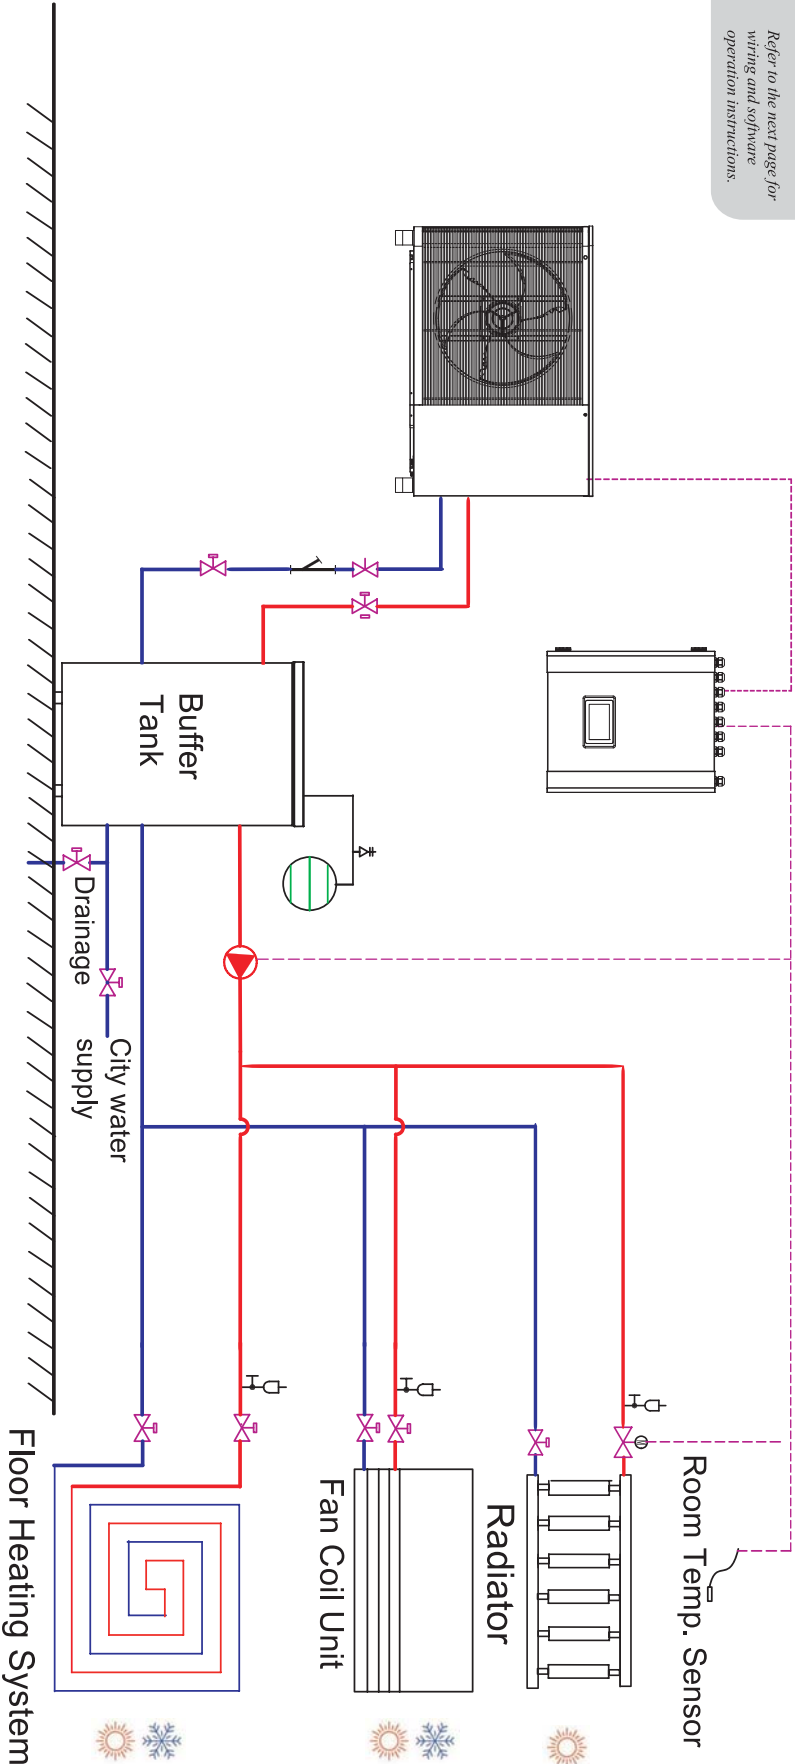 Refer to the next page for
wiring and software
operation instructions.
Buffer
Tank
Drainage
City water
supply
Room Temp. Sensor
Radiator
Fan Coil Unit
Floor Heating System